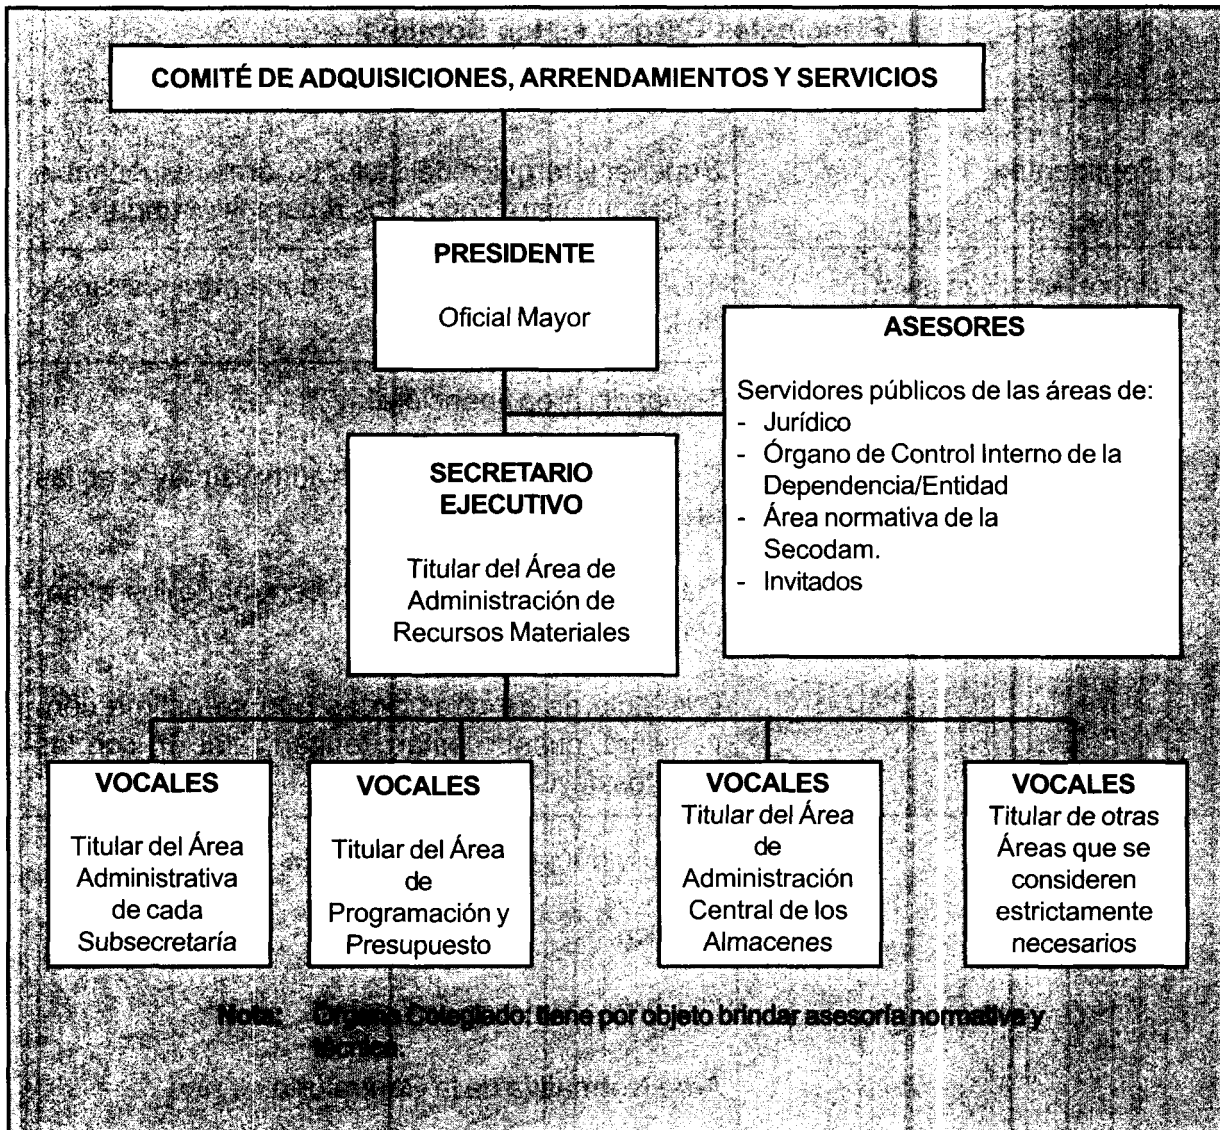 COMITÉ DE ADQUISICIONES, ARRENDAMIENTOS Y SERVICIOS
PRESIDENTE
Oficial Mayor
ASESORES
Servidores públicos de las áreas de:
- Jurídico
- Órgano de Control Interno de la
Dependencia/Entidad
- Área normativa de la
Secodam.
- Invitados
SECRETARIO
EJECUTIVO
Titular del Área de
Administración de
Recursos Materiales
VOCALES
Titular del Área
Administrativa
de cada
Subsecretaría
VOCALES
Titular del Área
de
Programación y
Presupuesto
VOCALES
Titular del Área
de
Administración
Central de los
Almacenes
VOCALES
Titular de otras
Áreas que se
consideren
estrictamente
necesarios
Nota: Órgano Colegiado: tiene por objeto brindar asesoría normativa y
técnica.